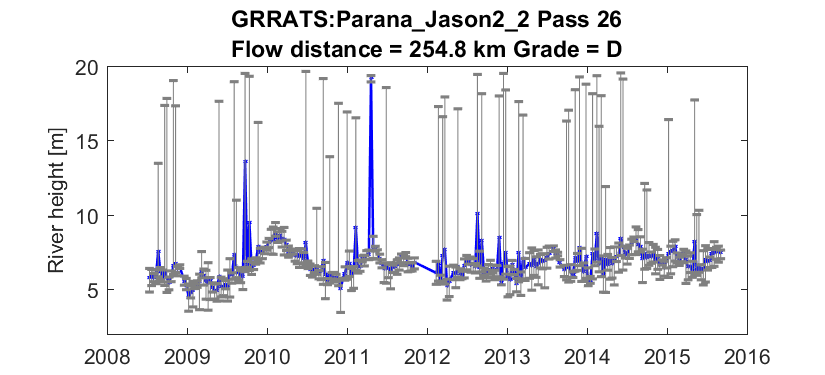 GRRATS:Parana_Jason2_2 Pass 26
Flow distance = 254.8 km Grade = D
River height [m]
20
15
10
5
2008 2009 2010 2011 2012 2013 2014 2015 2016